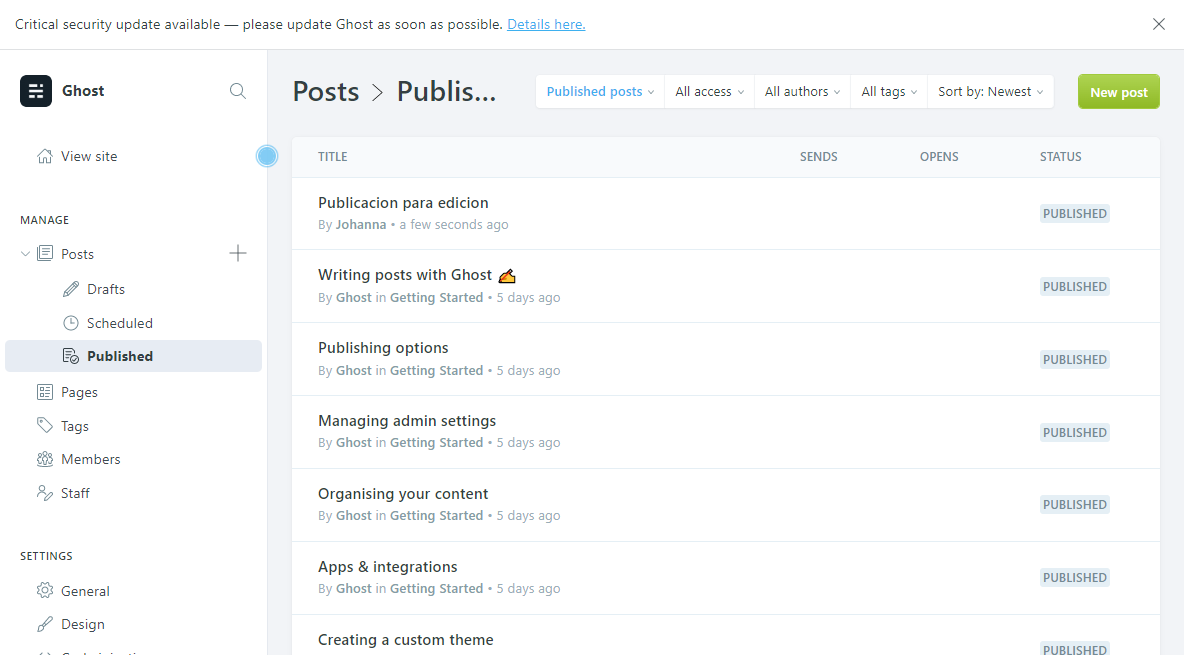 Critical security update available — please update Ghost as soon as possible. Details here.
Ghost
Posts > Publis...
Published posts
All access
All authors
All tags
Sort by: Newest
New post
View site
MANAGE
Posts
Drafts
Scheduled
Published
Pages
Tags
Members
Staff
SETTINGS
General
Design
TITLE SENDS OPENS STATUS
Publicacion para edicion
By Johanna • a few seconds ago
PUBLISHED
Writing posts with Ghost ✍️
By Ghost in Getting Started • 5 days ago
PUBLISHED
Publishing options
By Ghost in Getting Started • 5 days ago
PUBLISHED
Managing admin settings
By Ghost in Getting Started • 5 days ago
PUBLISHED
Organising your content
By Ghost in Getting Started • 5 days ago
PUBLISHED
Apps & integrations
By Ghost in Getting Started • 5 days ago
PUBLISHED
Creating a custom theme
PUBLISHED